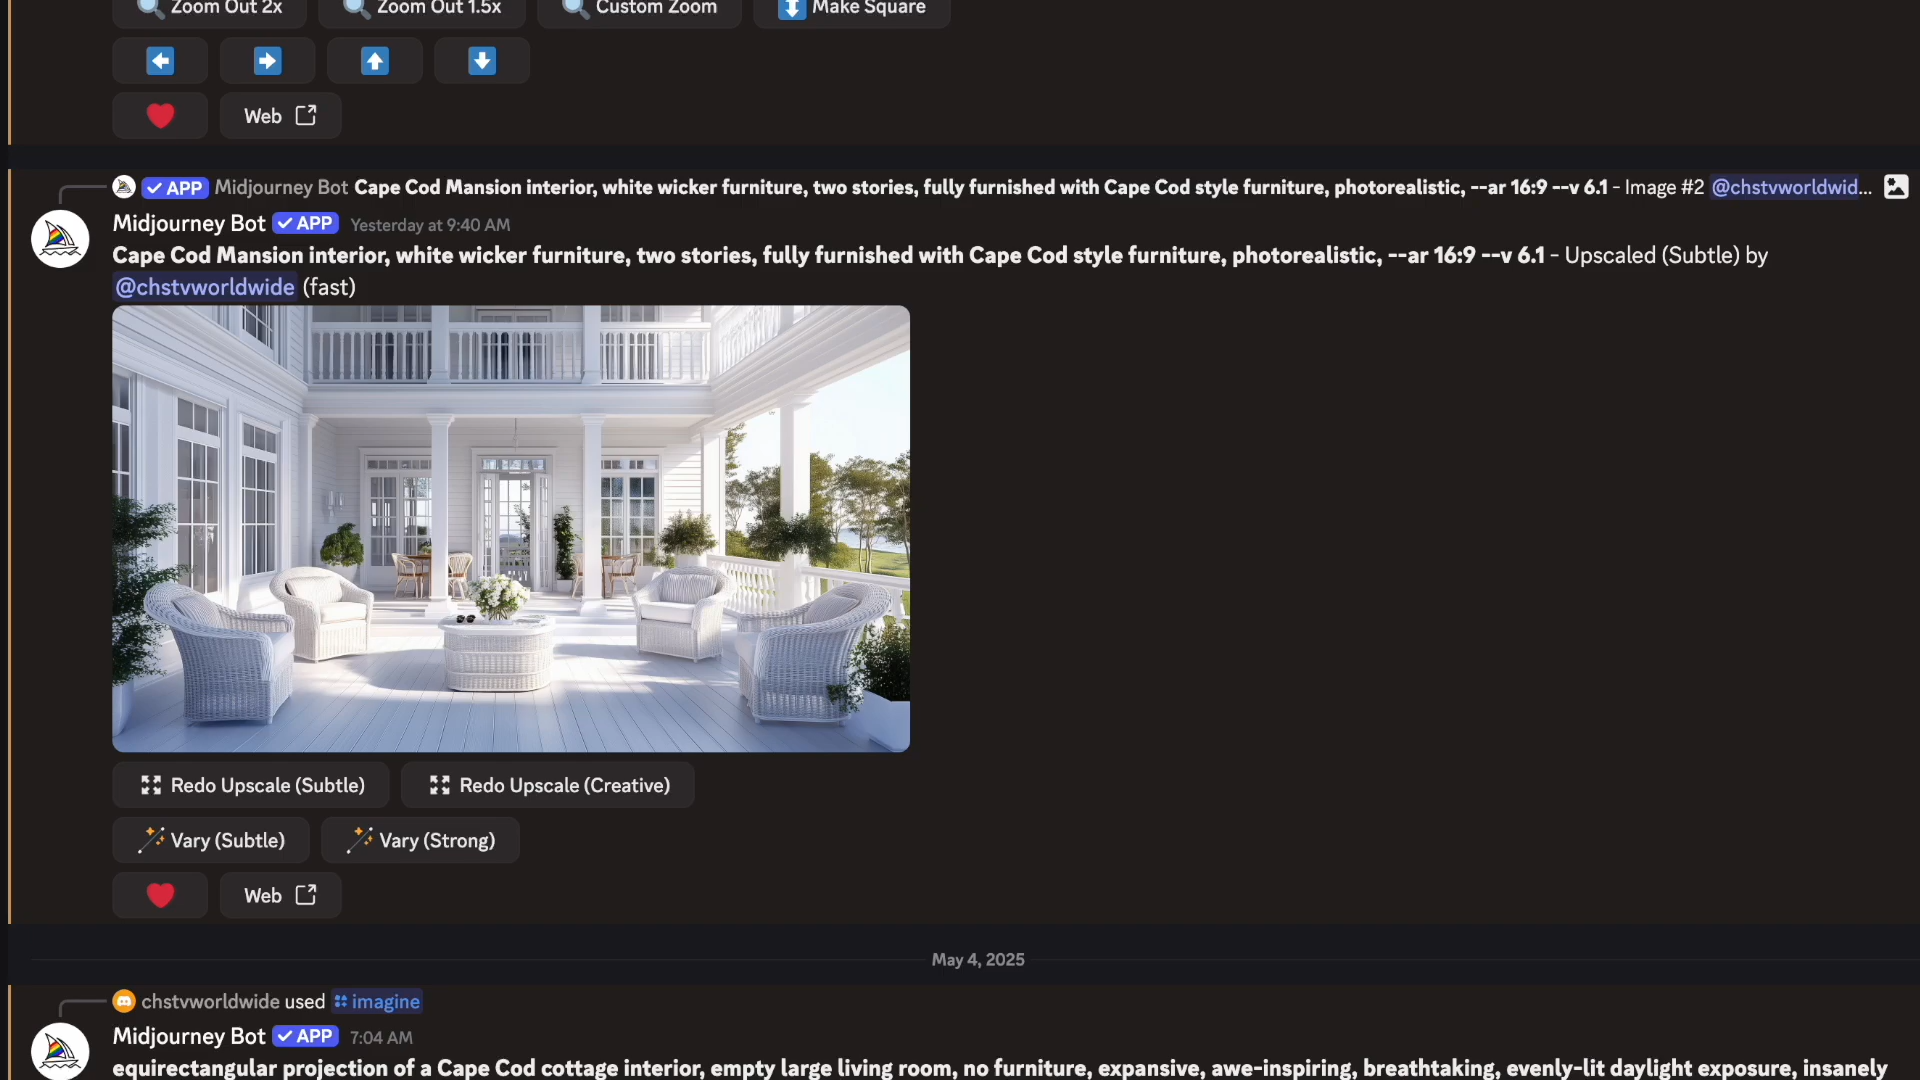 Zoom Out 2x Zoom Out 1.5x Custom Zoom Make Square
Web
APP Midjourney Bot Cape Cod Mansion interior, white wicker furniture, two stories, fully furnished with Cape Cod style furniture, photorealistic, --ar 16:9 --v 6.1 - Image #2 @chstvworldwid...
Midjourney Bot APP Yesterday at 9:40 AM
Cape Cod Mansion interior, white wicker furniture, two stories, fully furnished with Cape Cod style furniture, photorealistic, --ar 16:9 --v 6.1 - Upscaled (Subtle) by
@chstvworldwide (fast)
Redo Upscale (Subtle) Redo Upscale (Creative)
Vary (Subtle) Vary (Strong)
Web
May 4, 2025
chstvworldwide used imagine
Midjourney Bot APP 7:04 AM
equirectangular projection of a Cape Cod cottage interior, empty large living room, no furniture, expansive, awe-inspiring, breathtaking, evenly-lit daylight exposure, insanely